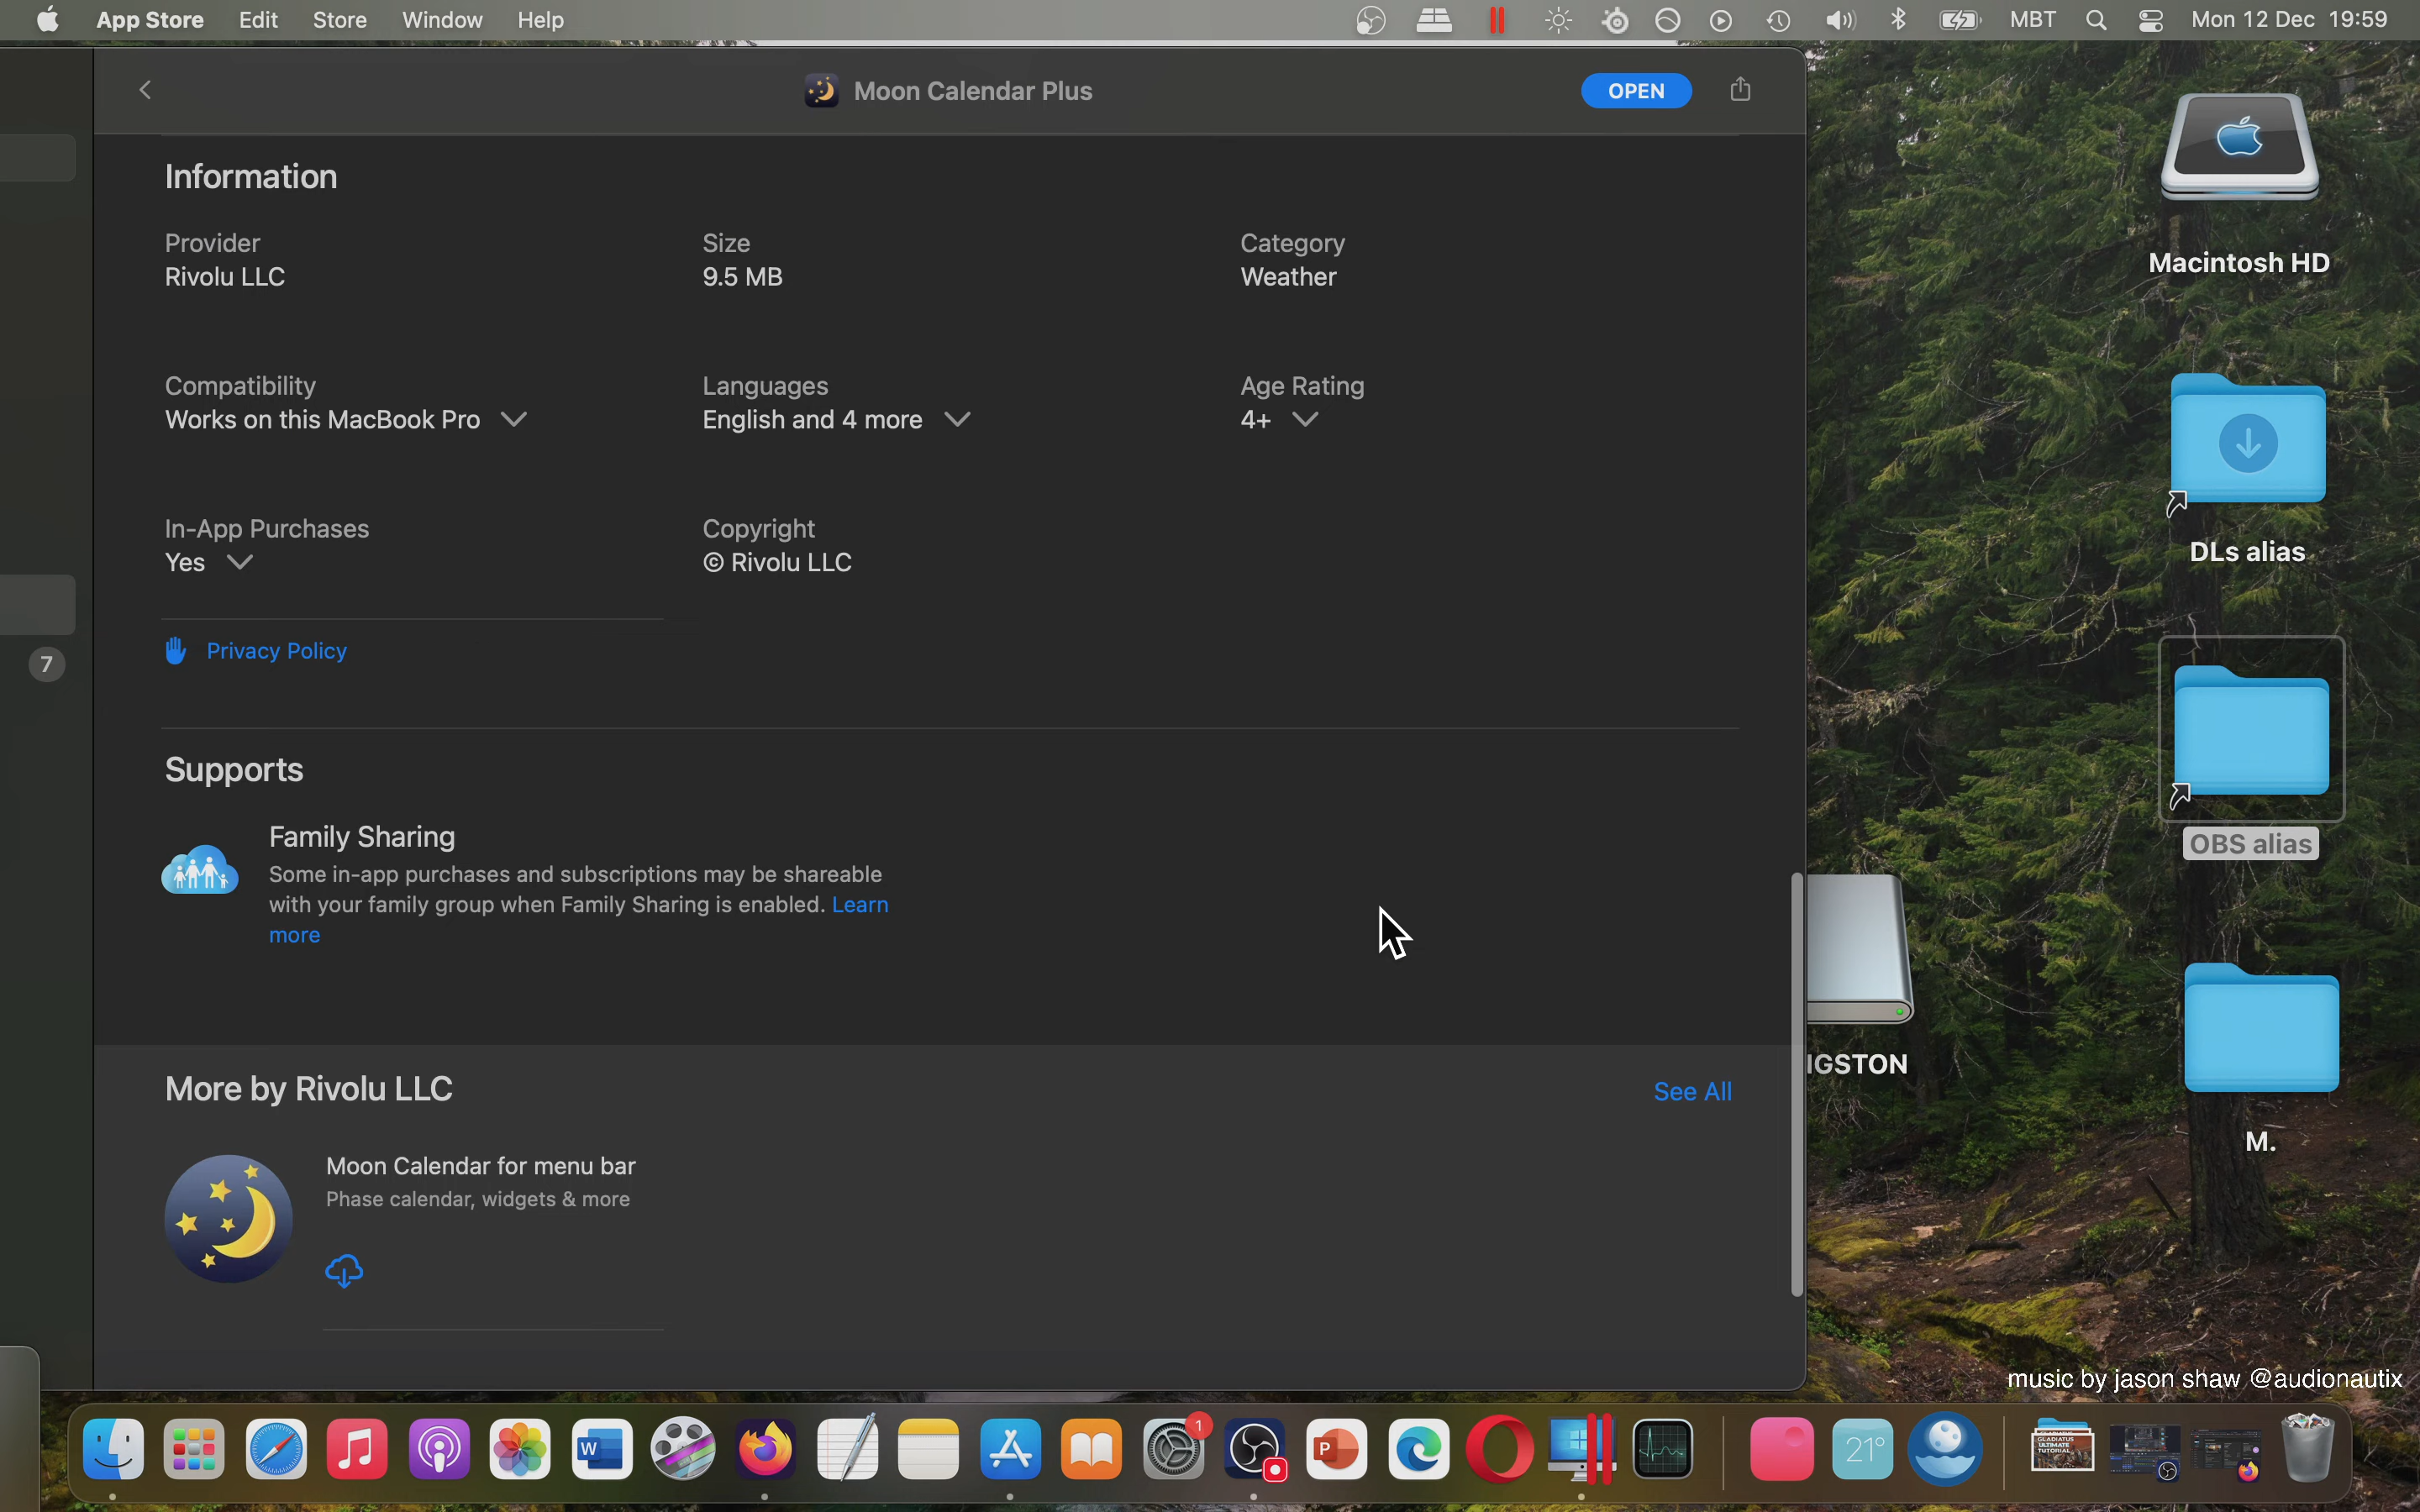 App Store Edit Store Window Help MBT Mon 12 Dec 19:59
Moon Calendar Plus OPEN
Information
Provider
Rivolu LLC
Size
9.5 MB
Category
Weather
Compatibility
Works on this MacBook Pro
Languages
English and 4 more
Age Rating
4+
In-App Purchases
Yes
Copyright
© Rivolu LLC
7
Privacy Policy
Supports
Family Sharing
Some in-app purchases and subscriptions may be shareable
with your family group when Family Sharing is enabled. Learn
more
More by Rivolu LLC
See All
Moon Calendar for menu bar
Phase calendar, widgets & more
Macintosh HD
DLs alias
OBS alias
IGSTON
M.
music by jason shaw @audionautix
W
1
P
21°
GLADIATUS
ULTIMATE
TUTORIAL